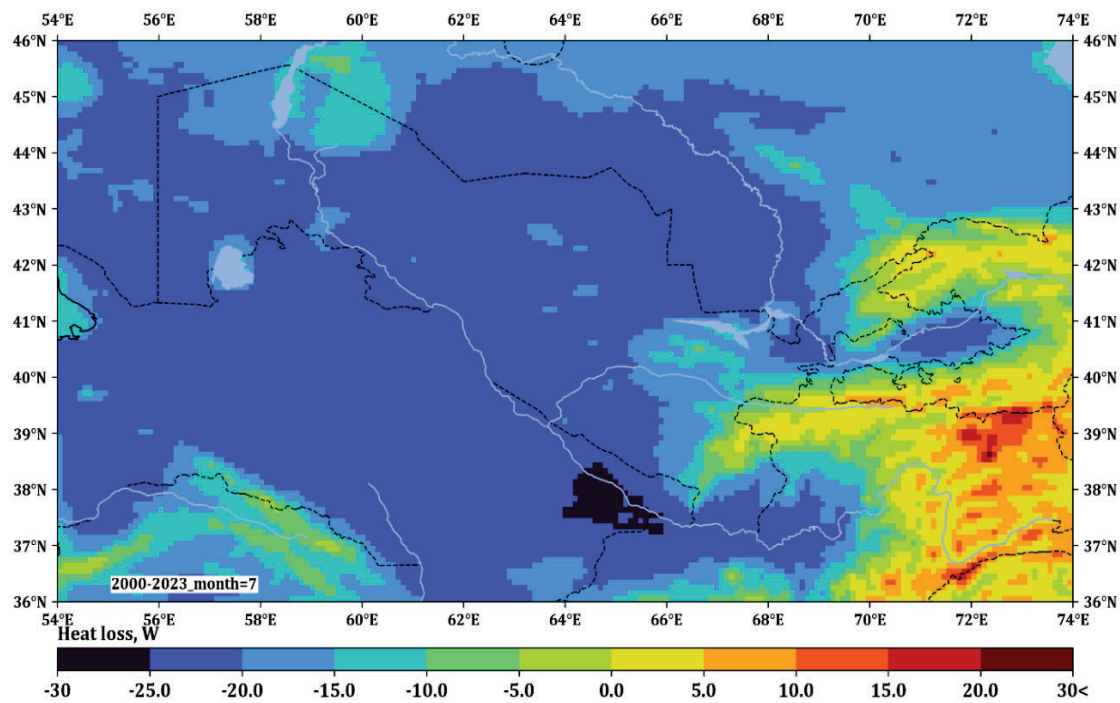 54°E 56°E 58°E 60°E 62°E 64°E 66°E 68°E 70°E 72°E 74°E
46°N 46°N
45°N 45°N
44°N 44°N
43°N 43°N
42°N 42°N
41°N 41°N
40°N 40°N
39°N 39°N
38°N 38°N
37°N 37°N
2000-2023_month=7
36°N 36°N
54°E 56°E 58°E 60°E 62°E 64°E 66°E 68°E 70°E 72°E 74°E
Heat loss, W
-30 -25.0 -20.0 -15.0 -10.0 -5.0 0.0 5.0 10.0 15.0 20.0 30<